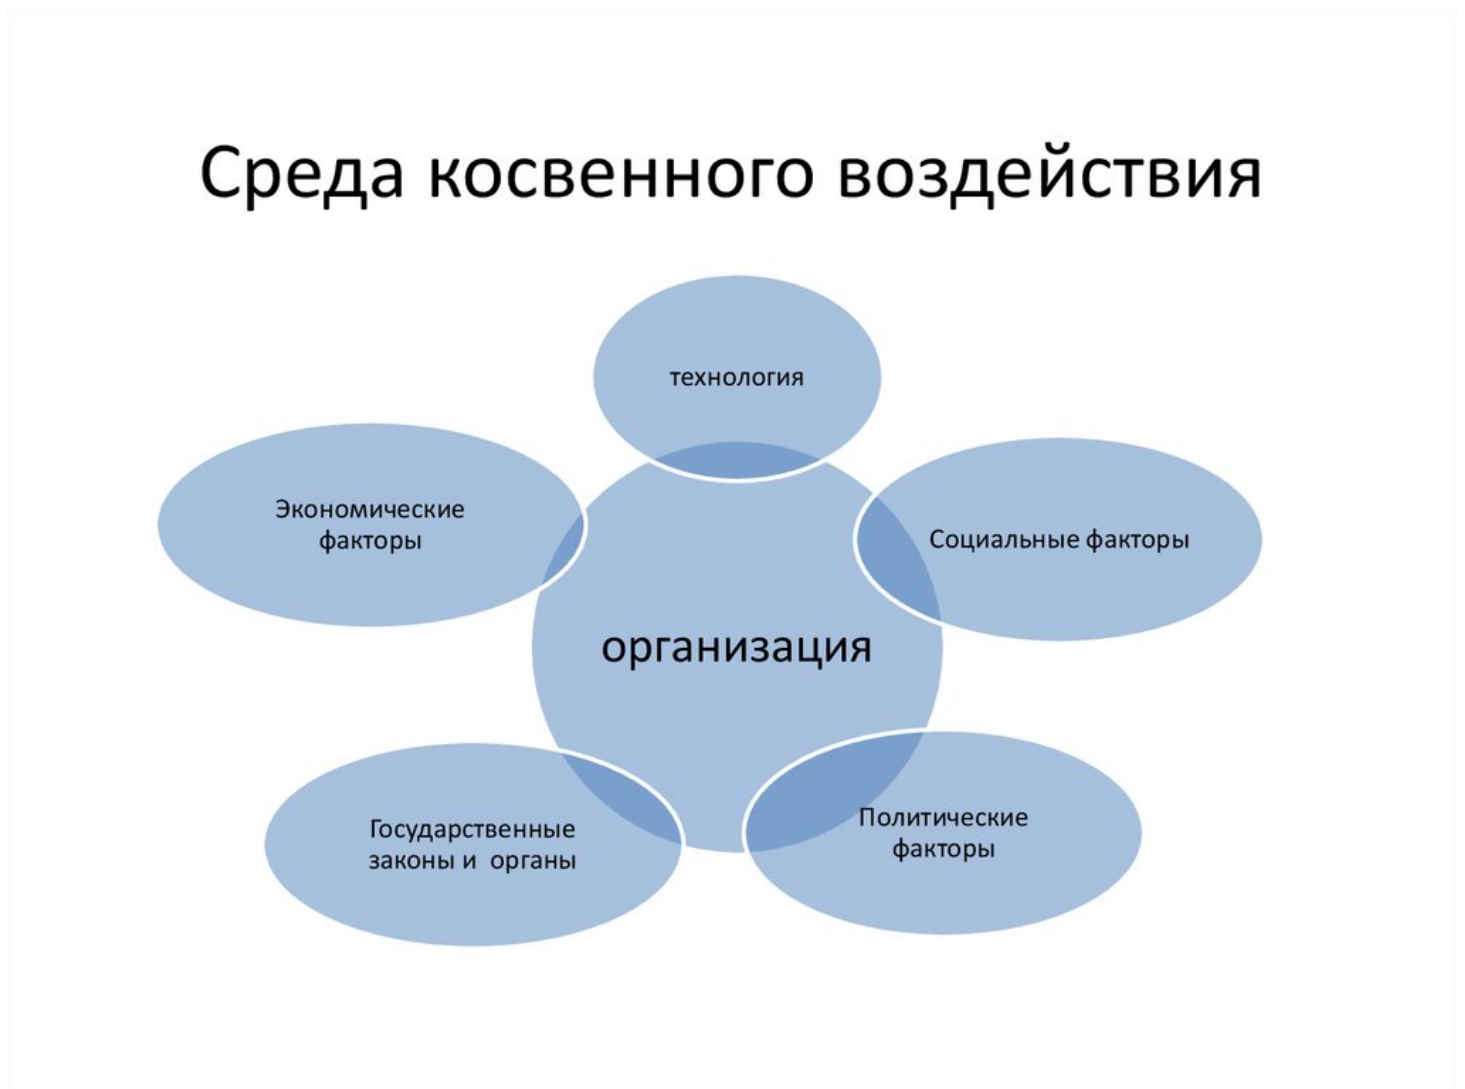 Среда косвенного воздействия
технология
Экономические
факторы
Социальные факторы
организация
Государственные
законы и  органы
Политические
факторы